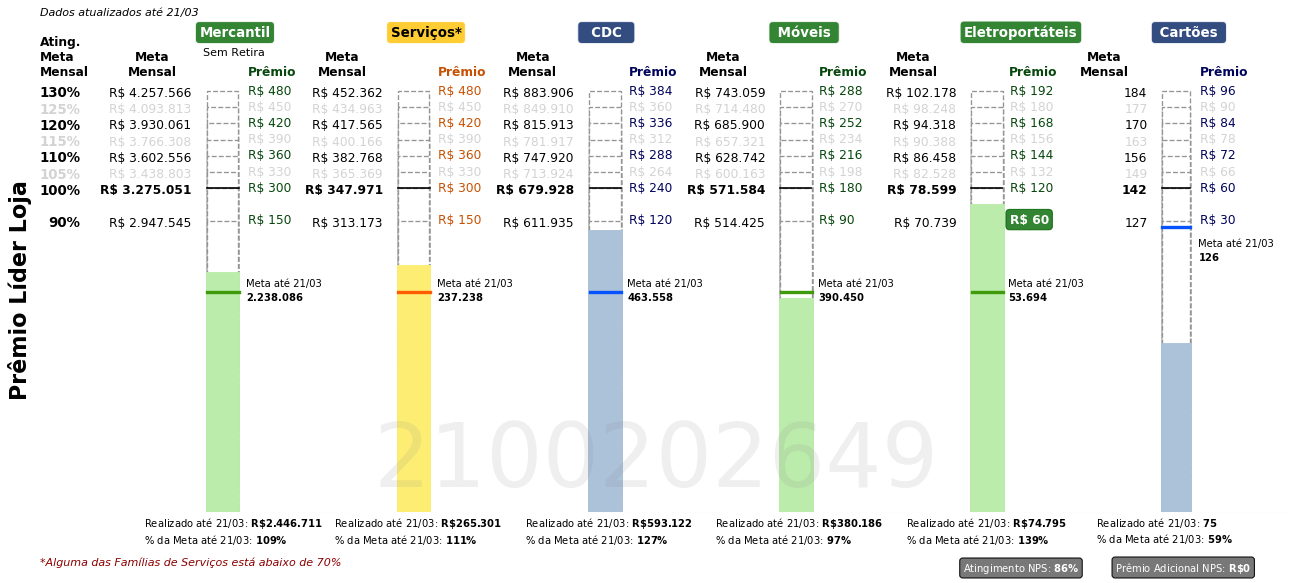 Dados atualizados até 21/03
Mercantil Serviços* CDC Móveis Eletroportáteis Cartões
Sem Retira
Ating. Meta Mensal Meta Mensal Prêmio Meta Mensal Prêmio Meta Mensal Prêmio Meta Mensal Prêmio Meta Mensal Prêmio Meta Mensal Prêmio
130% R$ 4.257.566 R$ 480 R$ 452.362 R$ 480 R$ 883.906 R$ 384 R$ 743.059 R$ 288 R$ 102.178 R$ 192 184 R$ 96
125% R$ 4.093.813 R$ 450 R$ 434.963 R$ 450 R$ 849.910 R$ 360 R$ 714.480 R$ 270 R$ 98.248 R$ 180 177 R$ 90
120% R$ 3.930.061 R$ 420 R$ 417.565 R$ 420 R$ 815.913 R$ 336 R$ 685.900 R$ 252 R$ 94.318 R$ 168 170 R$ 84
115% R$ 3.766.308 R$ 390 R$ 400.166 R$ 390 R$ 781.917 R$ 312 R$ 657.321 R$ 234 R$ 90.388 R$ 156 163 R$ 78
110% R$ 3.602.556 R$ 360 R$ 382.768 R$ 360 R$ 747.920 R$ 288 R$ 628.742 R$ 216 R$ 86.458 R$ 144 156 R$ 72
105% R$ 3.438.803 R$ 330 R$ 365.369 R$ 330 R$ 713.924 R$ 264 R$ 600.163 R$ 198 R$ 82.528 R$ 132 149 R$ 66
100% R$ 3.275.051 R$ 300 R$ 347.971 R$ 300 R$ 679.928 R$ 240 R$ 571.584 R$ 180 R$ 78.599 R$ 120 142 R$ 60
90% R$ 2.947.545 R$ 150 R$ 313.173 R$ 150 R$ 611.935 R$ 120 R$ 514.425 R$ 90 R$ 70.739 R$ 60 127 R$ 30
Meta até 21/03
126
Meta até 21/03 Meta até 21/03 Meta até 21/03 Meta até 21/03 Meta até 21/03
2.238.086 237.238 463.558 390.450 53.694
Prêmio Líder Loja
2100202649
Realizado até 21/03: R$2.446.711 Realizado até 21/03: R$265.301 Realizado até 21/03: R$593.122 Realizado até 21/03: R$380.186 Realizado até 21/03: R$74.795 Realizado até 21/03: 75
% da Meta até 21/03: 109% % da Meta até 21/03: 111% % da Meta até 21/03: 127% % da Meta até 21/03: 97% % da Meta até 21/03: 139% % da Meta até 21/03: 59%
*Alguma das Famílias de Serviços está abaixo de 70%
Atingimento NPS: 86% Prêmio Adicional NPS: R$0